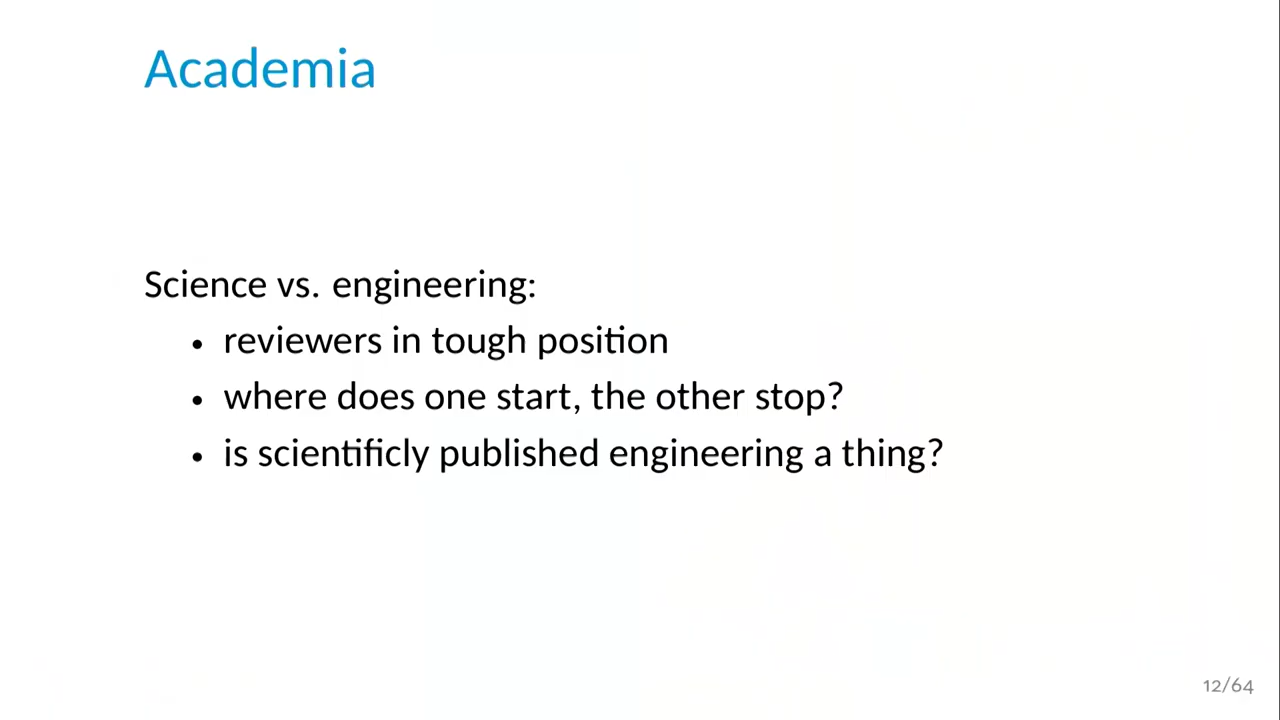 Academia
Science vs. engineering:
• reviewers in tough position
• where does one start, the other stop?
• is scientificly published engineering a thing?
12/64